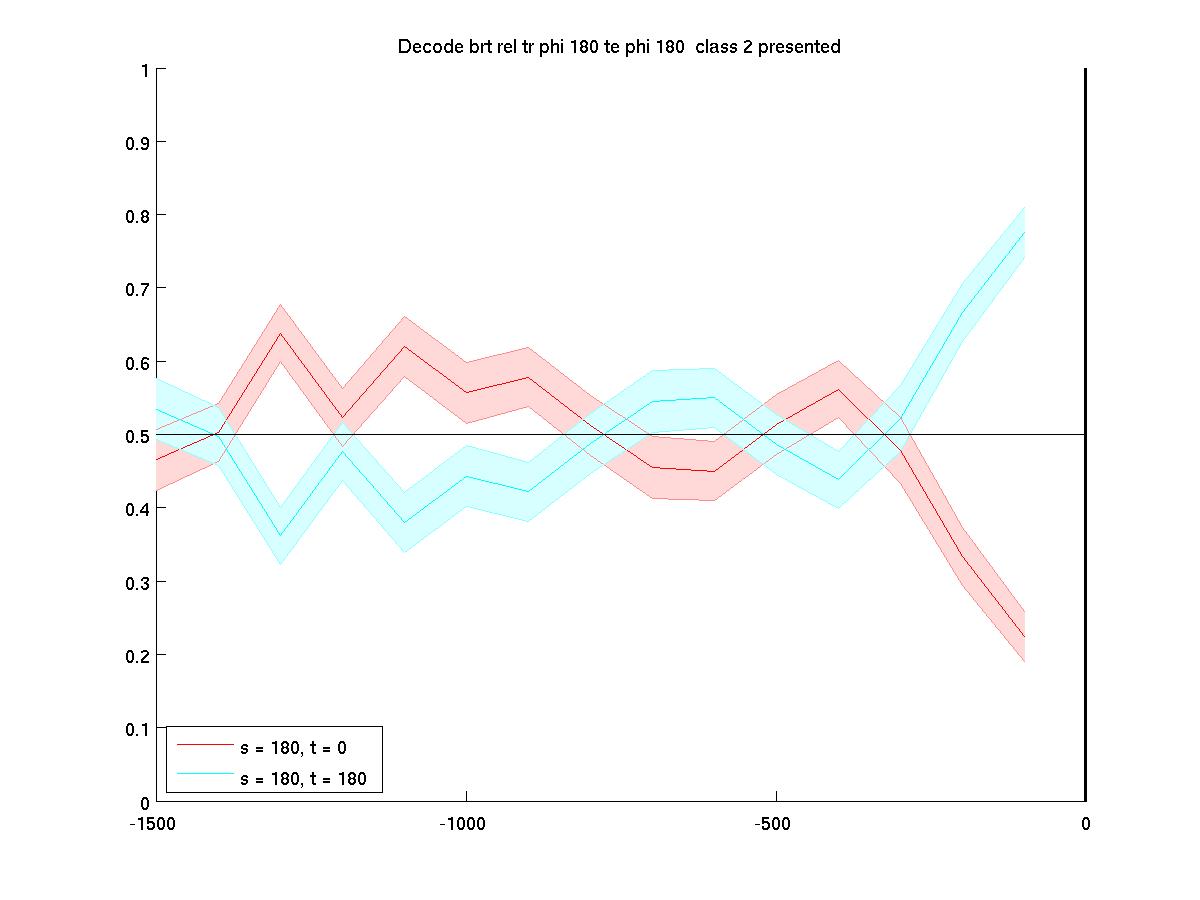 Decode brt rel tr phi 180 te phi 180  class 2 presented
1
0.9
0.8
0.7
0.6
0.5
0.4
0.3
0.2
0.1
0
s = 180, t = 0
s = 180, t = 180
-1500 -1000 -500 0